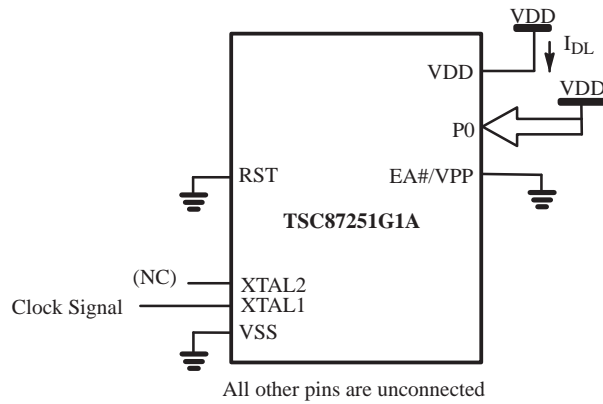 VDD
I_DL
VDD
VDD
P0
RST
EA#/VPP
TSC87251G1A
(NC)
XTAL2
Clock Signal
XTAL1
VSS
All other pins are unconnected